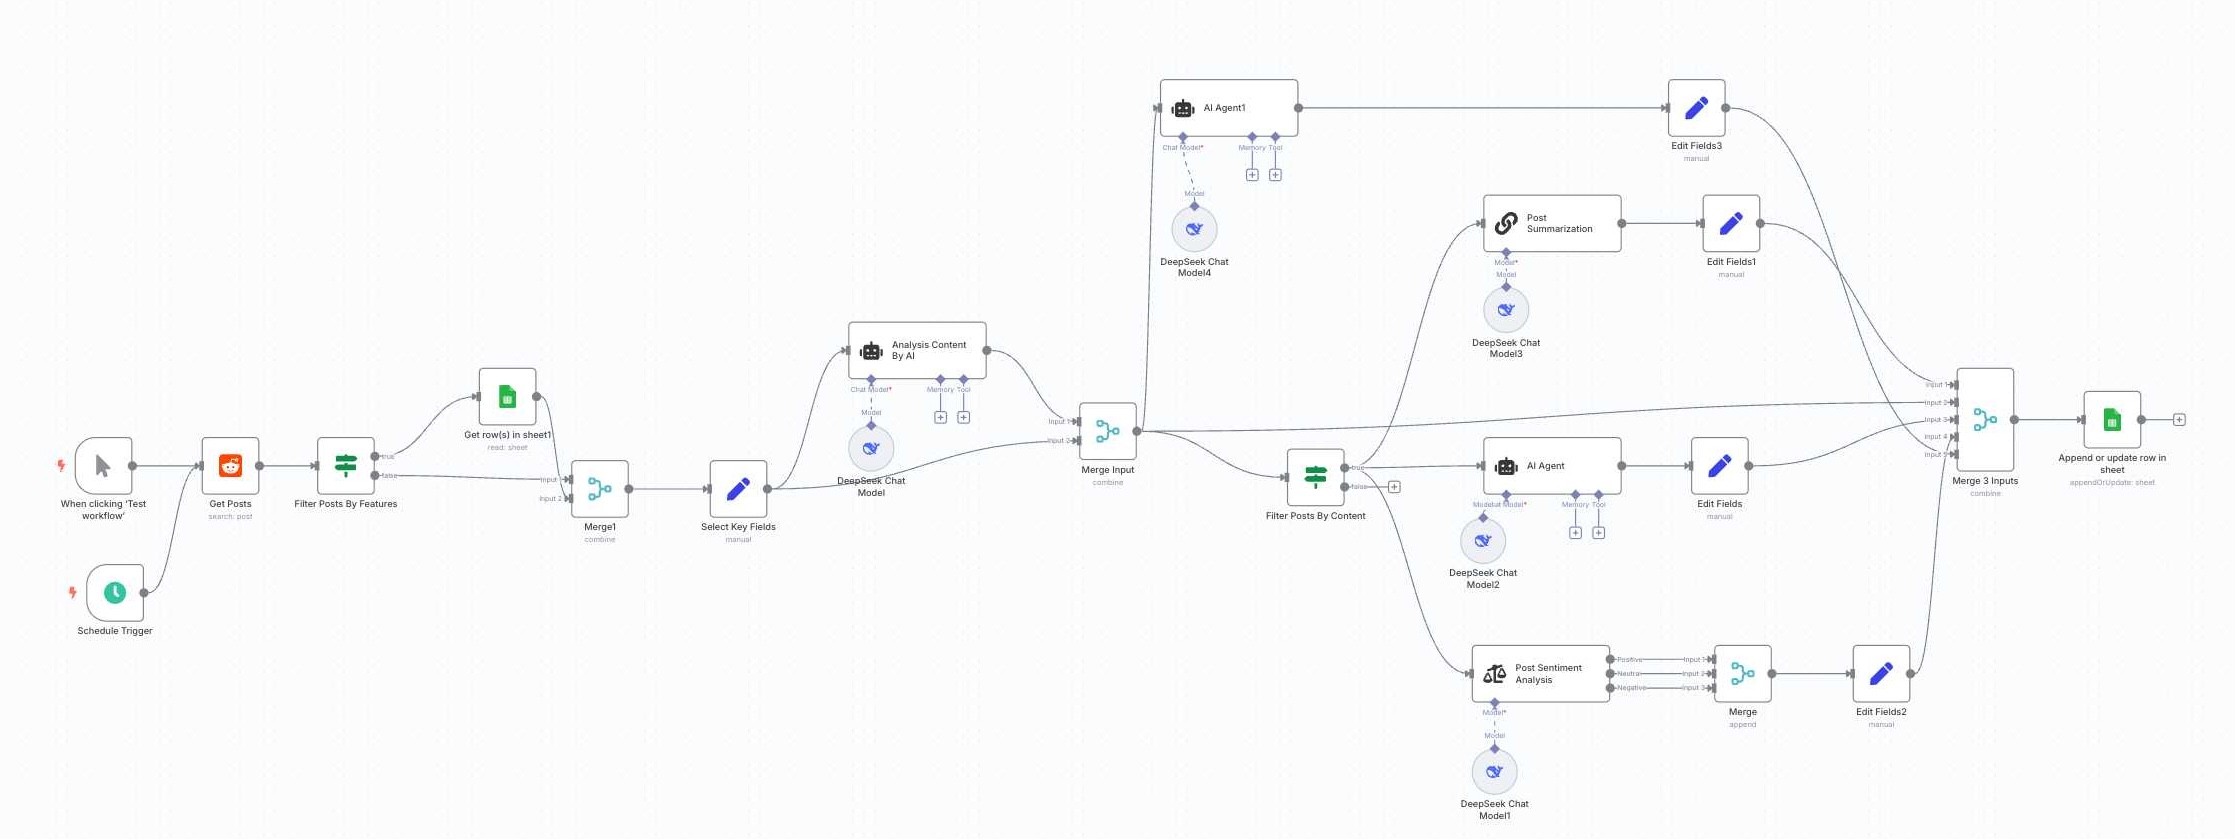 AI Agent1
Chat Model*
Memory
Tool
Model
DeepSeek Chat
Model4
Edit Fields3
manual
Post
Summarization
Model*
Model
DeepSeek Chat
Model3
Edit Fields1
manual
Analysis Content
By AI
Chat Model*
Memory
Tool
Model
DeepSeek Chat
Model
Get row(s) in sheet1
read: sheet
When clicking 'Test
workflow'
Get Posts
search: post
true
false
Filter Posts By Features
Input 1
Input 2
Merge1
combine
Select Key Fields
manual
Input 1
Input 2
Merge Input
combine
true
false
Filter Posts By Content
AI Agent
Model
Chat Model*
Memory
Tool
DeepSeek Chat
Model2
Edit Fields
manual
Input 1
Input 2
Input 3
Input 4
Input 5
Merge 3 Inputs
combine
Append or update row in
sheet
appendOrUpdate: sheet
Schedule Trigger
Post Sentiment
Analysis
Positive
Neutral
Negative
Model*
Model
DeepSeek Chat
Model1
Input 1
Input 2
Input 3
Merge
append
Edit Fields2
manual